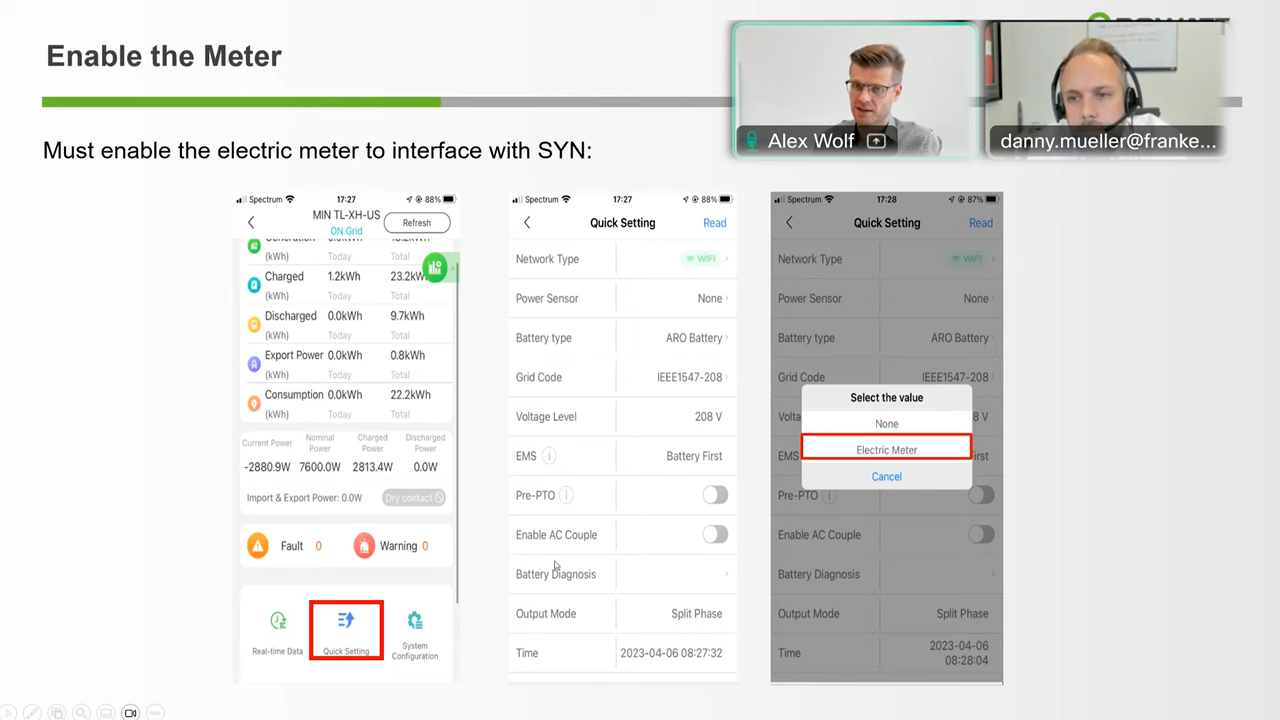 Enable the Meter
Alex Wolf
danny.mueller@franke...
Must enable the electric meter to interface with SYN:
Spectrum 17:27 88%
MIN TL-XH-US
ON Grid
Refresh
(kWh) Today Total
Charged 1.2kWh 23.2kW
(kWh) Today Total
Discharged 0.0kWh 9.7kWh
(kWh) Today Total
Export Power 0.0kWh 0.8kWh
(kWh) Today Total
Consumption 0.0kWh 22.2kWh
(kWh) Today Total
Current Power Nominal Power Charged Power Discharged Power
-2880.9W 7600.0W 2813.4W 0.0W
Import & Export Power: 0.0W Dry contact
Fault 0 Warning 0
Real-time Data Quick Setting System Configuration
Spectrum 17:27 88%
Quick Setting Read
Network Type WIFI
Power Sensor None
Battery type ARO Battery
Grid Code IEEE1547-208
Voltage Level 208 V
EMS Battery First
Pre-PTO
Enable AC Couple
Battery Diagnosis
Output Mode Split Phase
Time 2023-04-06 08:27:32
Spectrum 17:28 87%
Quick Setting Read
Network Type WIFI
Power Sensor None
Battery type ARO Battery
Grid Code IEEE1547-208
Select the value
None
Electric Meter
Cancel
Volta 8 V
EMS irst
Pre-PTO
Enable AC Couple
Battery Diagnosis
Output Mode Split Phase
Time 2023-04-06
08:28:04